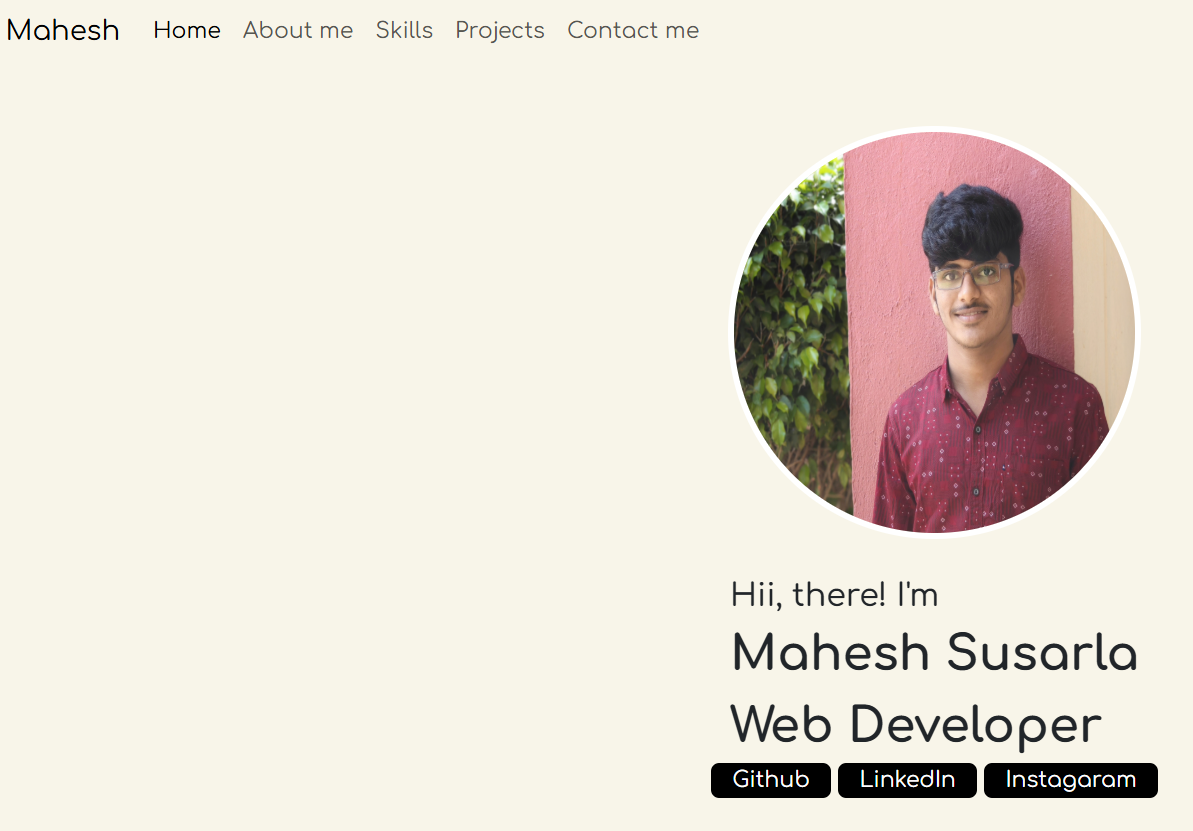 Mahesh Home About me Skills Projects Contact me
Hii, there! I'm
Mahesh Susarla
Web Developer
Github LinkedIn Instagaram